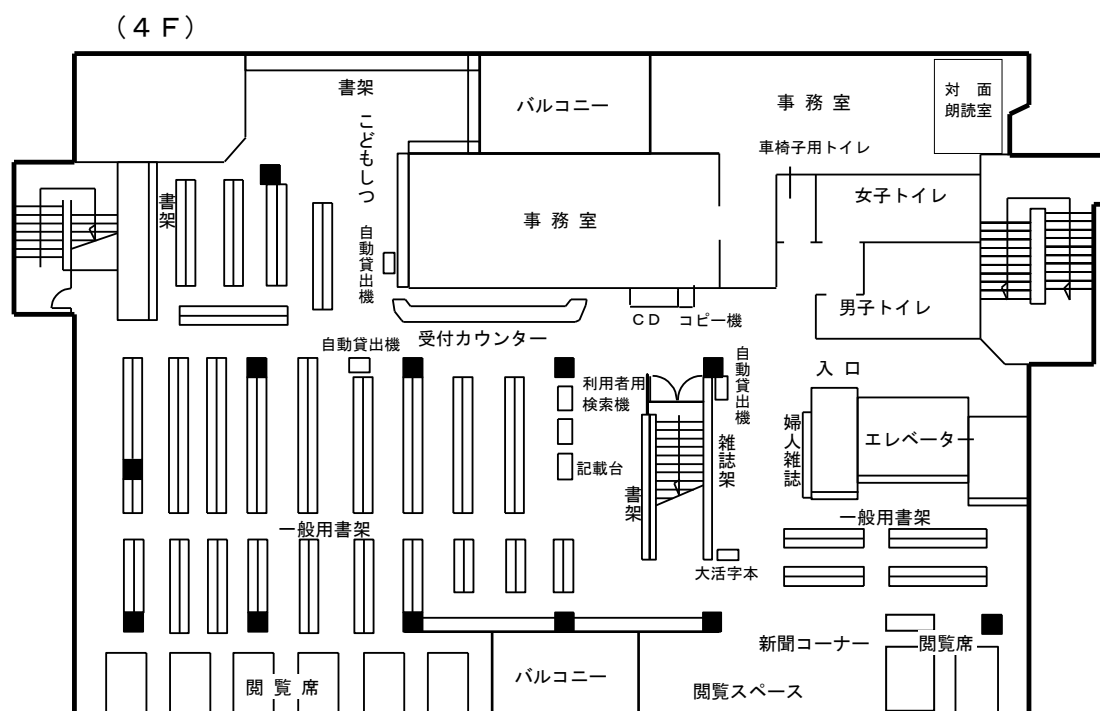 （４Ｆ）
書架
バルコニー
事務室
対　面
朗読室
こどもしつ
車椅子用トイレ
書架
事務室
女子トイレ
自動貸出機
ＣＤ
コピー機
男子トイレ
受付カウンター
自動貸出機
利用者用
検索機
自動貸出機
入口
婦人雑誌
エレベーター
雑誌架
記載台
書架
一般用書架
一般用書架
大活字本
新聞コーナー
閲覧席
閲覧席
バルコニー
閲覧スペース